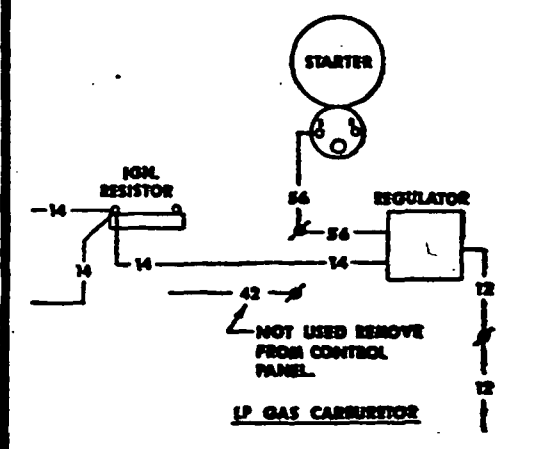 STARTER
S R
IGN.
RESISTOR
56
REGULATOR
14
56
14
14
14
42
12
NOT USED REMOVE
FROM CONTROL
PANEL
12
LP GAS CARBURETOR